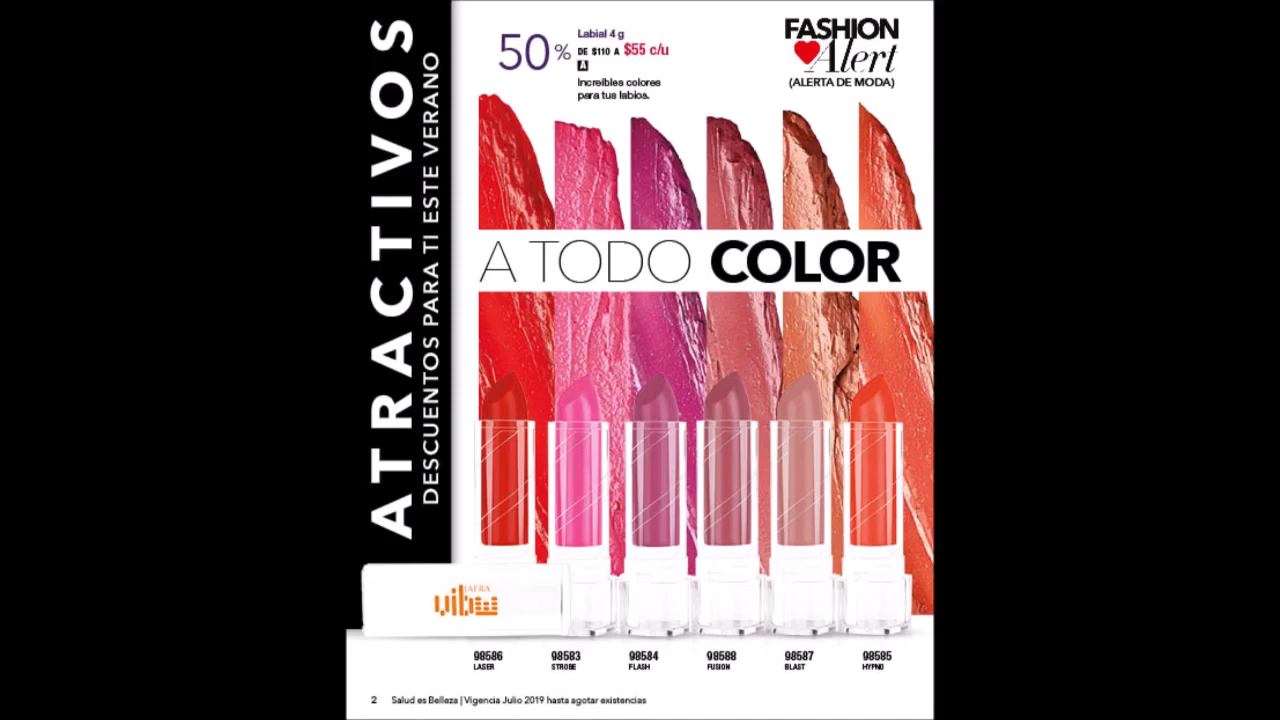 ATRACTIVOS
DESCUENTOS PARA TI ESTE VERANO
50%
Labial 4 g
DE $110 A $55 c/u
A
Increíbles colores
para tus labios.
FASHION
Alert
(ALERTA DE MODA)
A TODO COLOR
JAFRA
vibe
98586
LASER
98583
STROBE
98584
FLASH
98588
FUSION
98587
BLAST
98585
HYPNO
2 Salud es Belleza | Vigencia Julio 2019 hasta agotar existencias